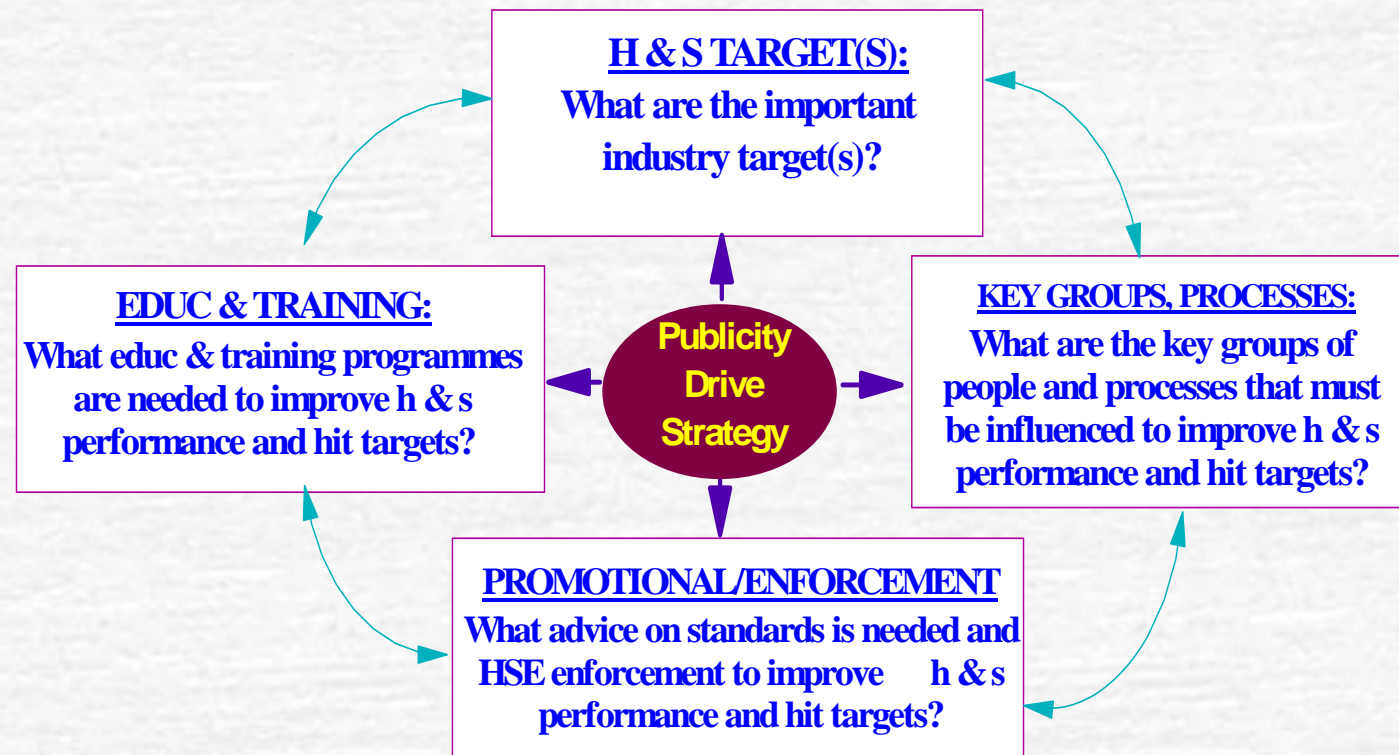 H & S TARGET(S):
What are the important
industry target(s)?
EDUC & TRAINING:
What educ & training programmes
are needed to improve h & s
performance and hit targets?
Publicity
Drive
Strategy
KEY GROUPS, PROCESSES:
What are the key groups of
people and processes that must
be influenced to improve h & s
performance and hit targets?
PROMOTIONAL/ENFORCEMENT
What advice on standards is needed and
HSE enforcement to improve h & s
performance and hit targets?